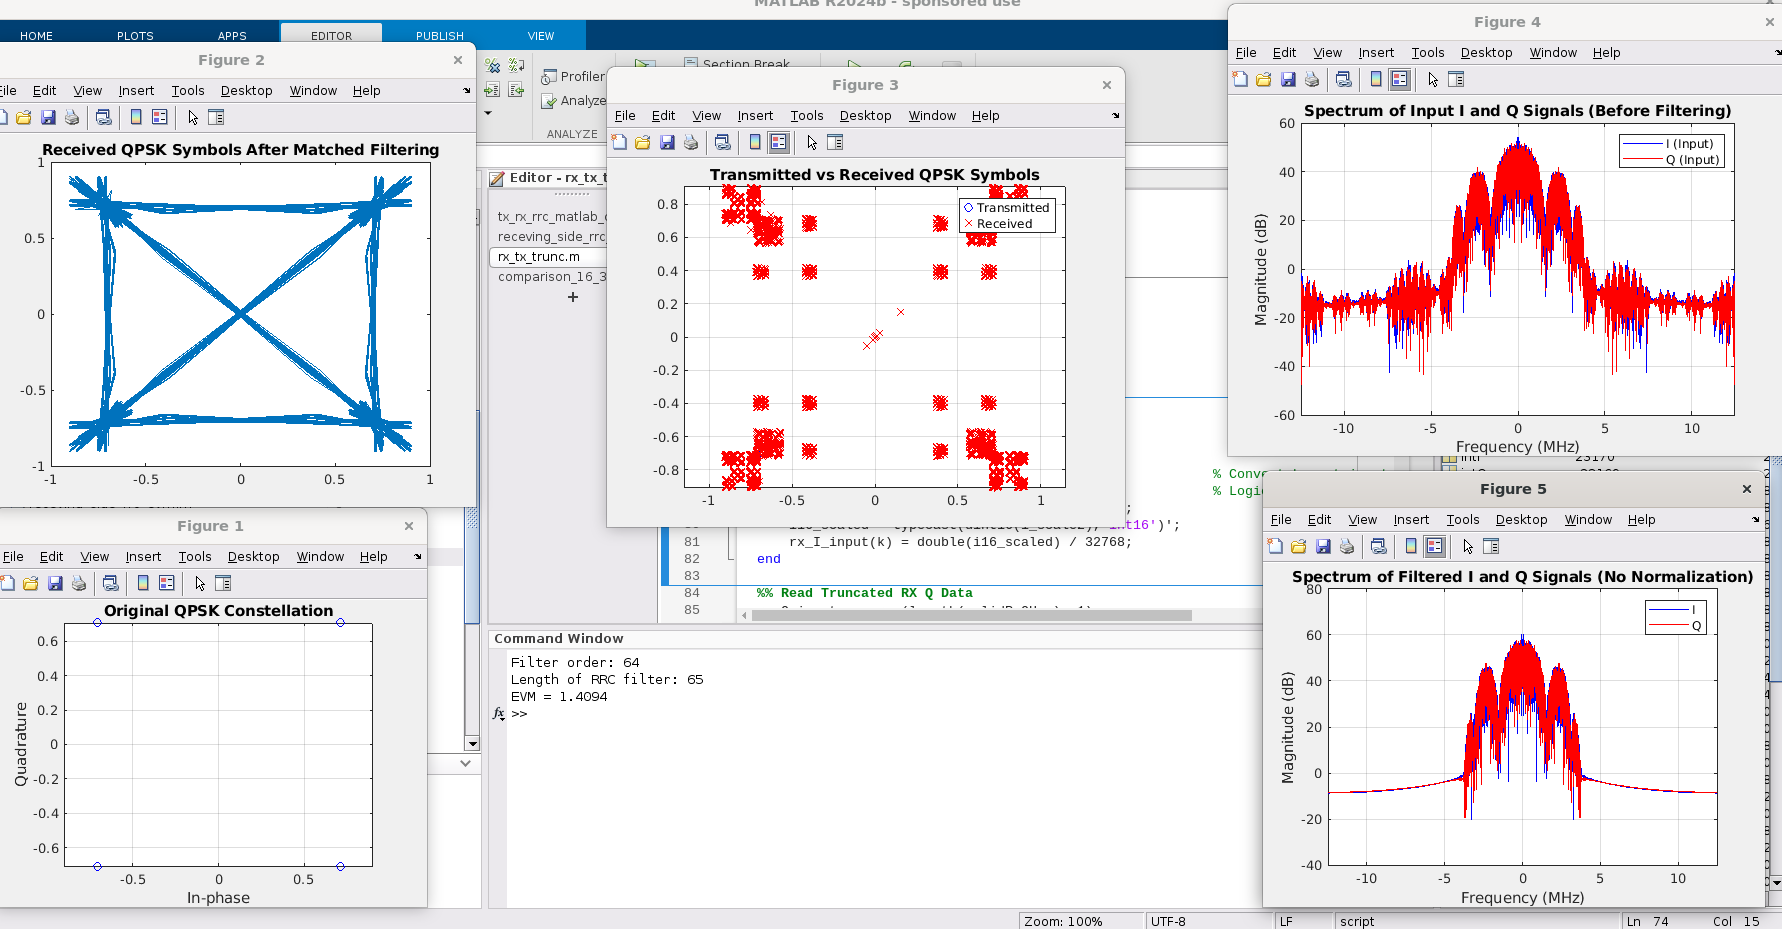 MATLAB R2024b - sponsored use
HOME PLOTS APPS EDITOR PUBLISH VIEW
Profiler
Analyze
ANALYZE
Section Break
Figure 2
File Edit View Insert Tools Desktop Window Help
Received QPSK Symbols After Matched Filtering
1
0.5
0
-0.5
-1
-1 -0.5 0 0.5 1
Figure 3
File Edit View Insert Tools Desktop Window Help
Transmitted vs Received QPSK Symbols
Transmitted
Received
0.8
0.6
0.4
0.2
0
-0.2
-0.4
-0.6
-0.8
-1 -0.5 0 0.5 1
Figure 4
File Edit View Insert Tools Desktop Window Help
Spectrum of Input I and Q Signals (Before Filtering)
I (Input)
Q (Input)
Magnitude (dB)
60
40
20
0
-20
-40
-60
-10 -5 0 5 10
Frequency (MHz)
Editor - rx_tx_t
tx_rx_rrc_matlab_c
receving_side_rrc_
rx_tx_trunc.m
comparison_16_3
+
% Conve
% Logi
81 rx_I_input(k) = double(i16_scaled) / 32768;
82 end
83
84 %% Read Truncated RX Q Data
85
Figure 1
File Edit View Insert Tools Desktop Window Help
Original QPSK Constellation
Quadrature
0.6
0.4
0.2
0
-0.2
-0.4
-0.6
-0.5 0 0.5
In-phase
Command Window
Filter order: 64
Length of RRC filter: 65
EVM = 1.4094
fx >>
Figure 5
File Edit View Insert Tools Desktop Window Help
Spectrum of Filtered I and Q Signals (No Normalization)
I
Q
Magnitude (dB)
80
60
40
20
0
-20
-40
-10 -5 0 5 10
Frequency (MHz)
Zoom: 100% UTF-8 LF script Ln 74 Col 15